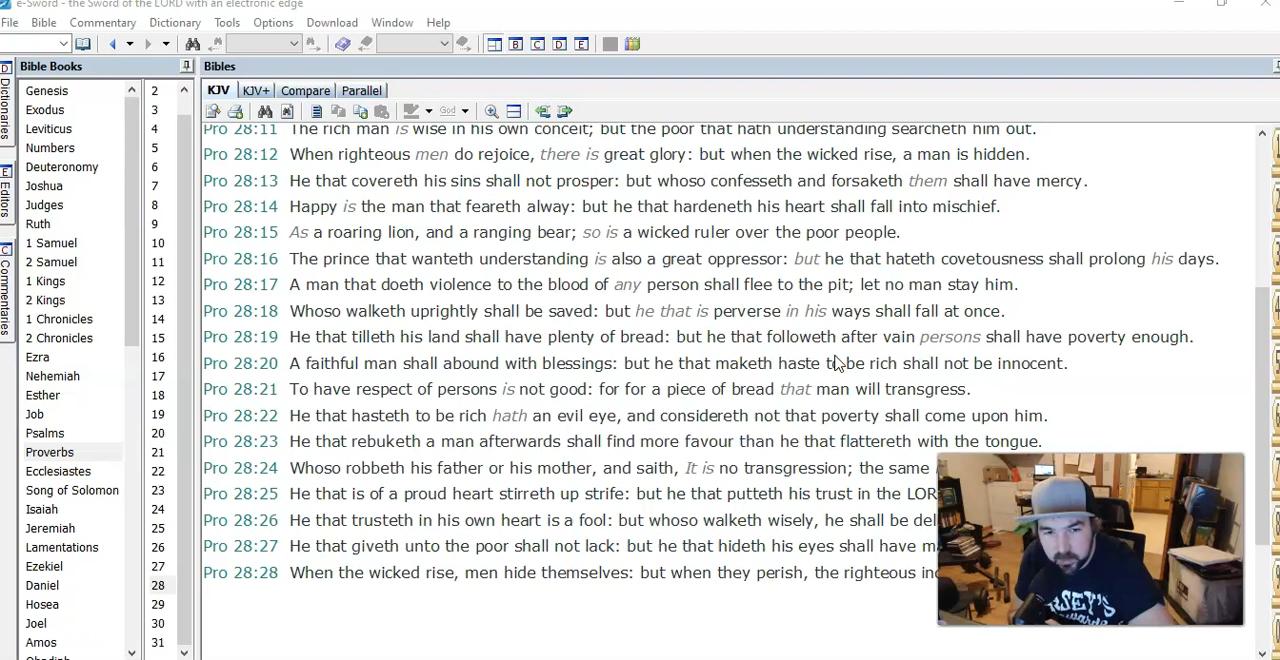 e-Sword - the Sword of the LORD with an electronic edge
File Bible Commentary Dictionary Tools Options Download Window Help
B C D E
Bible Books
Bibles
KJV KJV+ Compare Parallel
God
D Dictionaries
E Editors
C Commentaries
Genesis 2
Exodus 3
Leviticus 4
Numbers 5
Deuteronomy 6
Joshua 7
Judges 8
Ruth 9
1 Samuel 10
2 Samuel 11
1 Kings 12
2 Kings 13
1 Chronicles 14
2 Chronicles 15
Ezra 16
Nehemiah 17
Esther 18
Job 19
Psalms 20
Proverbs 21
Ecclesiastes 22
Song of Solomon 23
Isaiah 24
Jeremiah 25
Lamentations 26
Ezekiel 27
Daniel 28
Hosea 29
Joel 30
Amos 31
Obadiah
Pro 28:11 The rich man is wise in his own conceit; but the poor that hath understanding searcheth him out.
Pro 28:12 When righteous men do rejoice, there is great glory: but when the wicked rise, a man is hidden.
Pro 28:13 He that covereth his sins shall not prosper: but whoso confesseth and forsaketh them shall have mercy.
Pro 28:14 Happy is the man that feareth alway: but he that hardeneth his heart shall fall into mischief.
Pro 28:15 As a roaring lion, and a ranging bear; so is a wicked ruler over the poor people.
Pro 28:16 The prince that wanteth understanding is also a great oppressor: but he that hateth covetousness shall prolong his days.
Pro 28:17 A man that doeth violence to the blood of any person shall flee to the pit; let no man stay him.
Pro 28:18 Whoso walketh uprightly shall be saved: but he that is perverse in his ways shall fall at once.
Pro 28:19 He that tilleth his land shall have plenty of bread: but he that followeth after vain persons shall have poverty enough.
Pro 28:20 A faithful man shall abound with blessings: but he that maketh haste to be rich shall not be innocent.
Pro 28:21 To have respect of persons is not good: for for a piece of bread that man will transgress.
Pro 28:22 He that hasteth to be rich hath an evil eye, and considereth not that poverty shall come upon him.
Pro 28:23 He that rebuketh a man afterwards shall find more favour than he that flattereth with the tongue.
Pro 28:24 Whoso robbeth his father or his mother, and saith, It is no transgression; the same
Pro 28:25 He that is of a proud heart stirreth up strife: but he that putteth his trust in the LOR
Pro 28:26 He that trusteth in his own heart is a fool: but whoso walketh wisely, he shall be del
Pro 28:27 He that giveth unto the poor shall not lack: but he that hideth his eyes shall have m
Pro 28:28 When the wicked rise, men hide themselves: but when they perish, the righteous inc